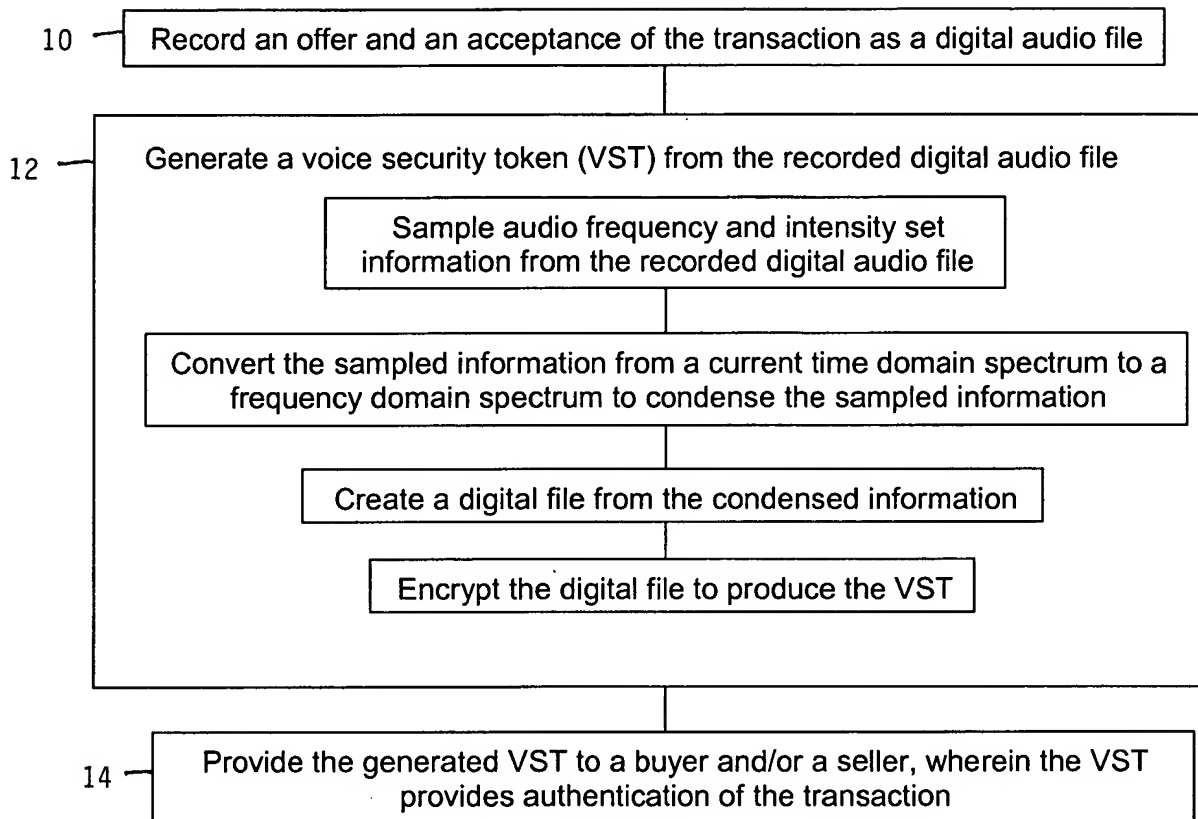 10 Record an offer and an acceptance of the transaction as a digital audio file
12 Generate a voice security token (VST) from the recorded digital audio file
Sample audio frequency and intensity set
information from the recorded digital audio file
Convert the sampled information from a current time domain spectrum to a
frequency domain spectrum to condense the sampled information
Create a digital file from the condensed information
Encrypt the digital file to produce the VST
14 Provide the generated VST to a buyer and/or a seller, wherein the VST
provides authentication of the transaction